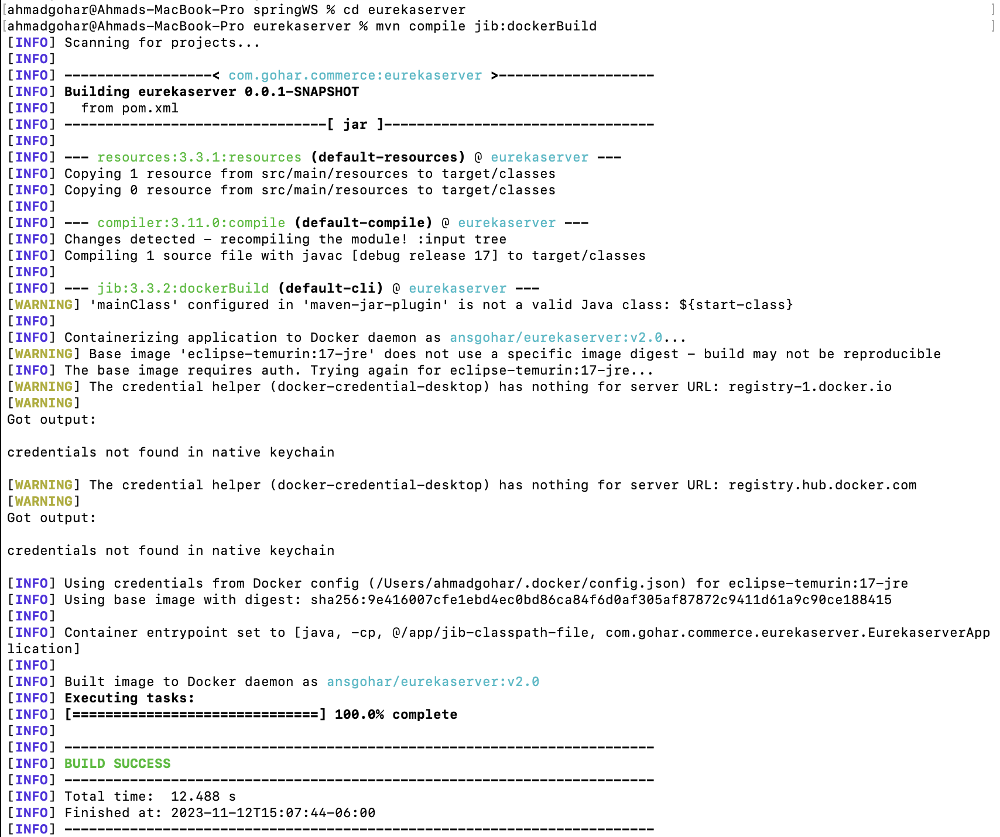 [ahmadgohar@Ahmads-MacBook-Pro springWS % cd eurekaserver ]
[ahmadgohar@Ahmads-MacBook-Pro eurekaserver % mvn compile jib:dockerBuild ]
[INFO] Scanning for projects...
[INFO]
[INFO] ------------------< com.gohar.commerce:eurekaserver >-------------------
[INFO] Building eurekaserver 0.0.1-SNAPSHOT
[INFO]   from pom.xml
[INFO] --------------------------------[ jar ]---------------------------------
[INFO]
[INFO] --- resources:3.3.1:resources (default-resources) @ eurekaserver ---
[INFO] Copying 1 resource from src/main/resources to target/classes
[INFO] Copying 0 resource from src/main/resources to target/classes
[INFO]
[INFO] --- compiler:3.11.0:compile (default-compile) @ eurekaserver ---
[INFO] Changes detected - recompiling the module! :input tree
[INFO] Compiling 1 source file with javac [debug release 17] to target/classes
[INFO]
[INFO] --- jib:3.3.2:dockerBuild (default-cli) @ eurekaserver ---
[WARNING] 'mainClass' configured in 'maven-jar-plugin' is not a valid Java class: ${start-class}
[INFO]
[INFO] Containerizing application to Docker daemon as ansgohar/eurekaserver:v2.0...
[WARNING] Base image 'eclipse-temurin:17-jre' does not use a specific image digest - build may not be reproducible
[INFO] The base image requires auth. Trying again for eclipse-temurin:17-jre...
[WARNING] The credential helper (docker-credential-desktop) has nothing for server URL: registry-1.docker.io
[WARNING]
Got output:
credentials not found in native keychain
[WARNING] The credential helper (docker-credential-desktop) has nothing for server URL: registry.hub.docker.com
[WARNING]
Got output:
credentials not found in native keychain
[INFO] Using credentials from Docker config (/Users/ahmadgohar/.docker/config.json) for eclipse-temurin:17-jre
[INFO] Using base image with digest: sha256:9e416007cfe1ebd4ec0bd86ca84f6d0af305af87872c9411d61a9c90ce188415
[INFO]
[INFO] Container entrypoint set to [java, -cp, @/app/jib-classpath-file, com.gohar.commerce.eurekaserver.EurekaserverApp
lication]
[INFO]
[INFO] Built image to Docker daemon as ansgohar/eurekaserver:v2.0
[INFO] Executing tasks:
[INFO] [==============================] 100.0% complete
[INFO]
[INFO] ------------------------------------------------------------------------
[INFO] BUILD SUCCESS
[INFO] ------------------------------------------------------------------------
[INFO] Total time:  12.488 s
[INFO] Finished at: 2023-11-12T15:07:44-06:00
[INFO] ------------------------------------------------------------------------